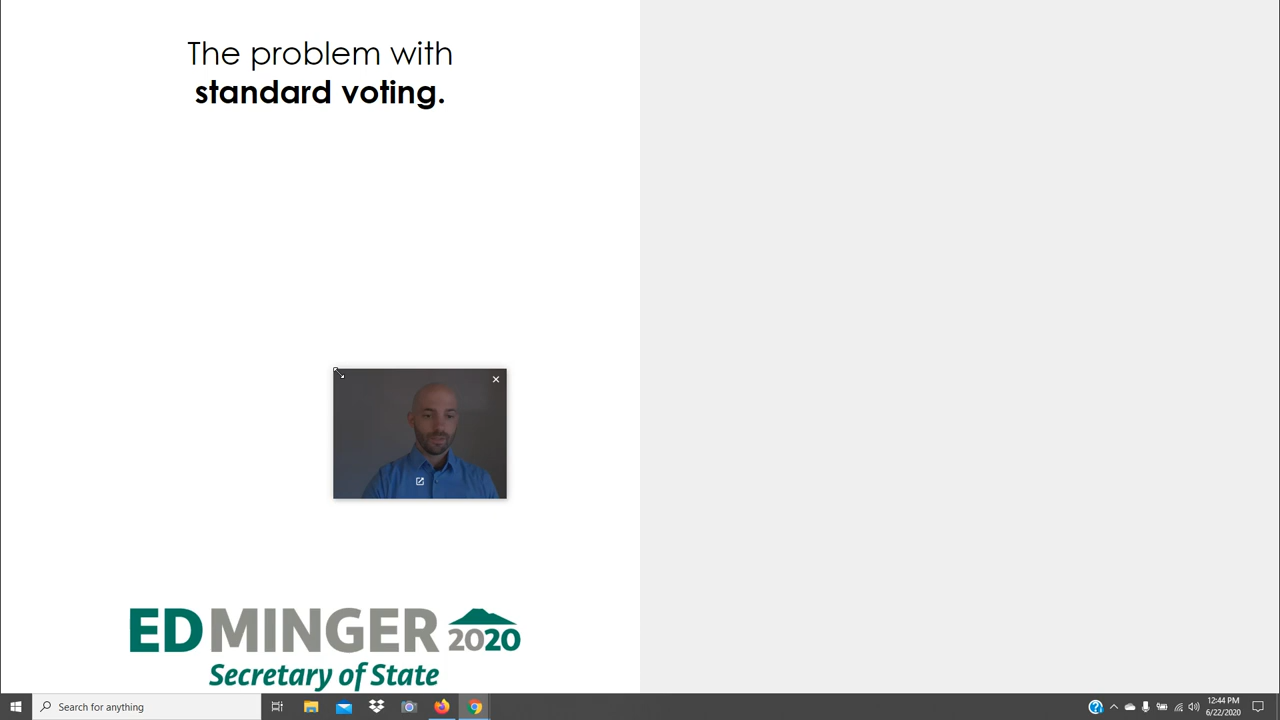 The problem with
standard voting.
EDMINGER 2020
Secretary of State
Search for anything
12:44 PM
6/22/2020